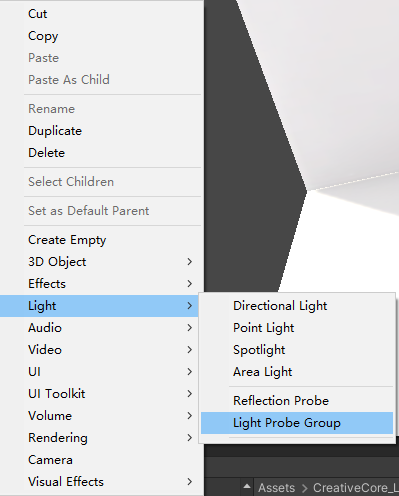 Cut
Copy
Paste
Paste As Child
Rename
Duplicate
Delete
Select Children
Set as Default Parent
Create Empty
3D Object
Effects
Light
Audio
Video
UI
UI Toolkit
Volume
Rendering
Camera
Visual Effects
Directional Light
Point Light
Spotlight
Area Light
Reflection Probe
Light Probe Group
Assets > CreativeCore_L